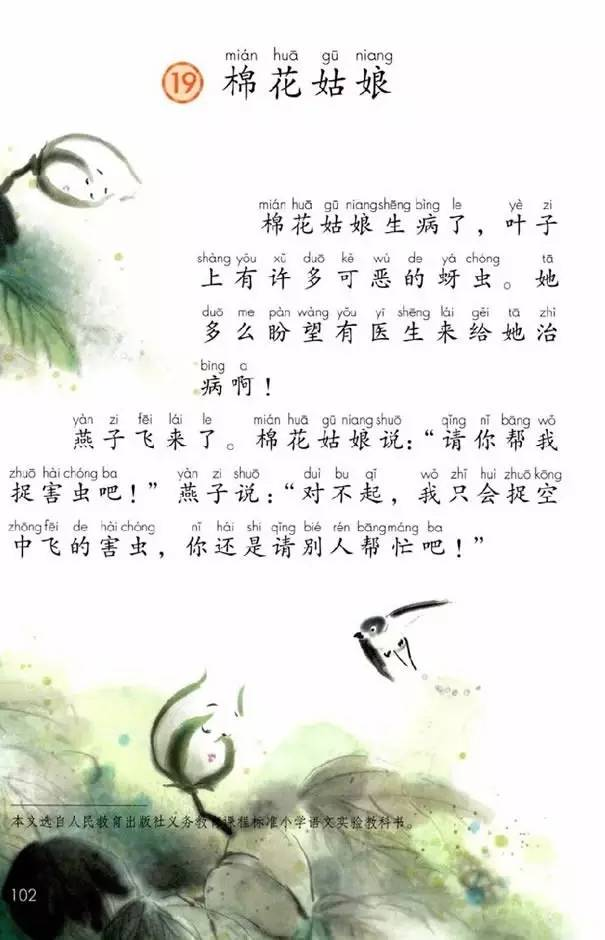 mián huā gū niang
19 棉花姑娘
mián huā gū niang shēng bìng le yè zi
棉花姑娘生病了，叶子
shàng yǒu xǔ duō kě wù de yá chóng tā
上有许多可恶的蚜虫。她
duō me pàn wàng yǒu yī shēng lái gěi tā zhì
多么盼望有医生来给她治
bìng a
病啊！
yàn zi fēi lái le mián huā gū niang shuō qǐng nǐ bāng wǒ
燕子飞来了。棉花姑娘说：“请你帮我
zhuō hài chóng ba yàn zi shuō duì bu qǐ wǒ zhǐ huì zhuō kōng
捉害虫吧！”燕子说：“对不起，我只会捉空
zhōng fēi de hài chóng nǐ hái shi qǐng bié rén bāng máng ba
中飞的害虫，你还是请别人帮忙吧！”
本文选自人民教育出版社义务教育课程标准小学语文实验教科书。
102